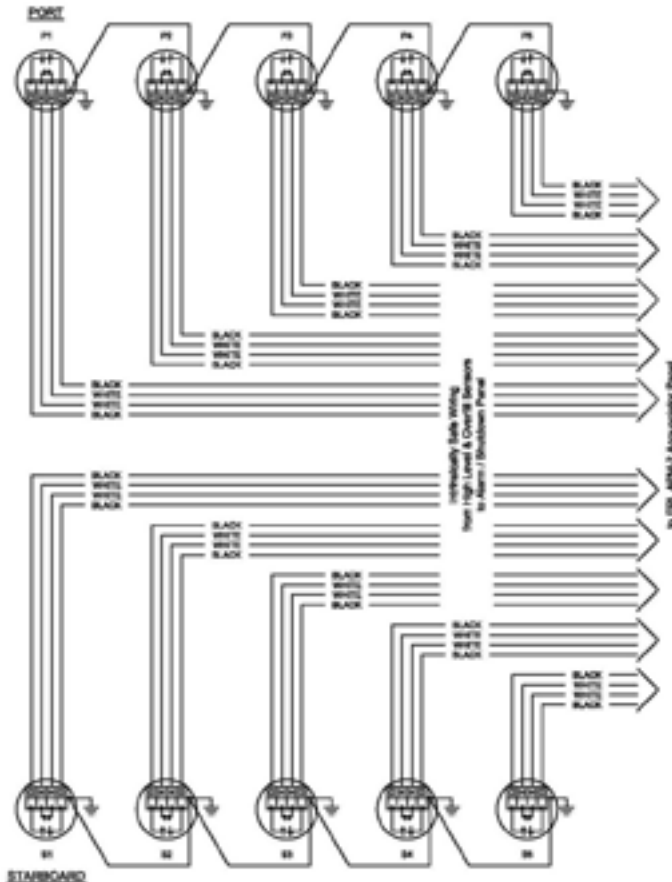 PORT
P1 P2 P3 P4 P5
BLACK
WHITE
WHITE
BLACK
BLACK
WHITE
WHITE
BLACK
BLACK
WHITE
WHITE
BLACK
BLACK
WHITE
WHITE
BLACK
BLACK
WHITE
WHITE
BLACK
Intrinsically Safe Wiring
from High Level & Overfill Sensors
to Alarm / Shutdown Panel
BLACK
WHITE
WHITE
BLACK
BLACK
WHITE
WHITE
BLACK
BLACK
WHITE
WHITE
BLACK
BLACK
WHITE
WHITE
BLACK
BLACK
WHITE
WHITE
BLACK
S1 S2 S3 S4 S5
STARBOARD
Annunciator Panel